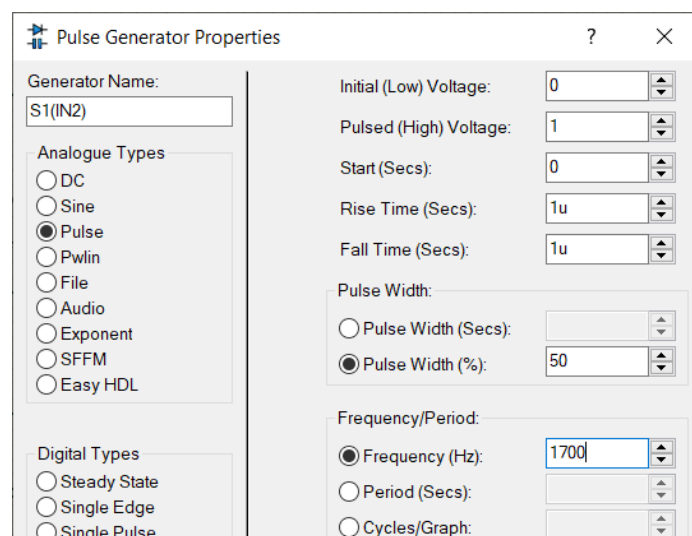 Pulse Generator Properties ?
Generator Name:
S1(IN2)
Analogue Types
DC
Sine
Pulse
Pwlin
File
Audio
Exponent
SFFM
Easy HDL
Digital Types
Steady State
Single Edge
Single Pulse
Initial (Low) Voltage: 0
Pulsed (High) Voltage: 1
Start (Secs): 0
Rise Time (Secs): 1u
Fall Time (Secs): 1u
Pulse Width:
Pulse Width (Secs):
Pulse Width (%): 50
Frequency/Period:
Frequency (Hz): 1700
Period (Secs):
Cycles/Graph: